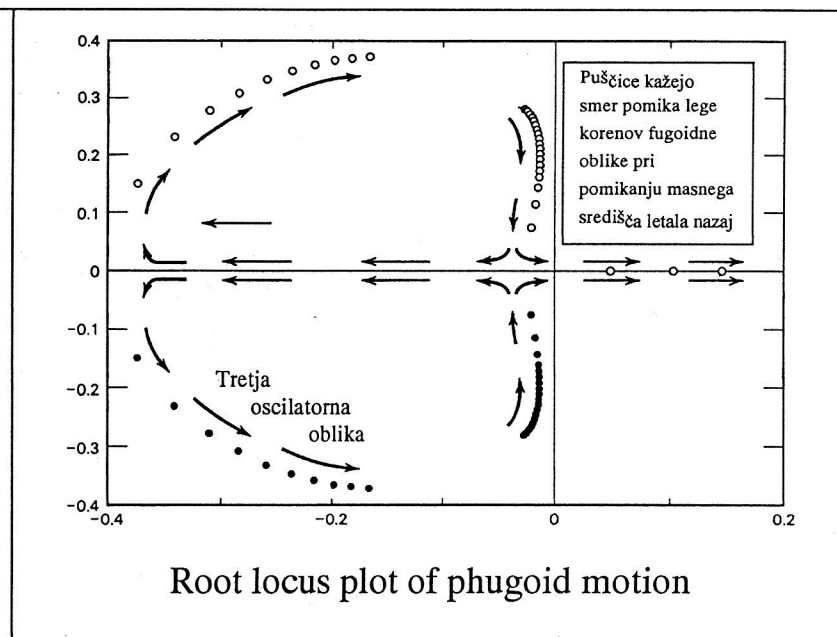 0.4
0.3
0.2
0.1
0
-0.1
-0.2
-0.3
-0.4
-0.4
-0.2
0
0.2
Puščice kažejo
smer pomika lege
korenov fugoidne
oblike pri
pomikanju masnega
središča letala nazaj
Tretja
oscilatorna
oblika
Root locus plot of phugoid motion